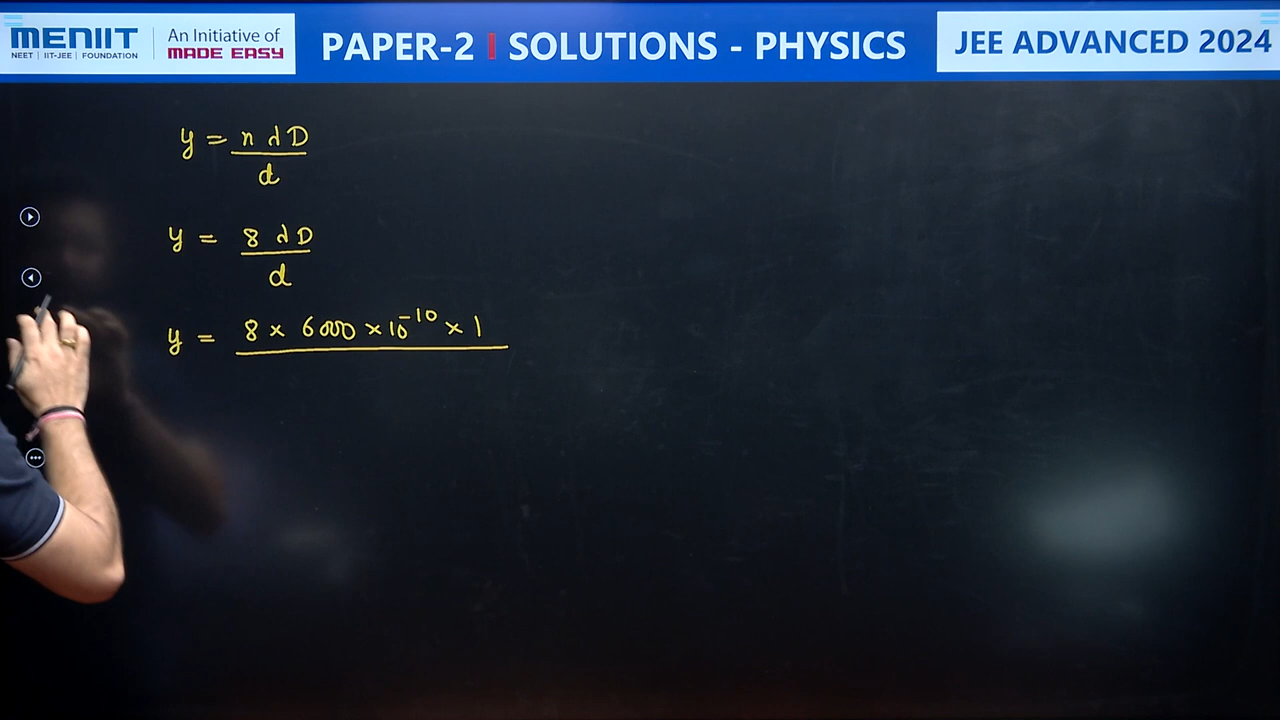 MENIIT
NEET | IIT-JEE | FOUNDATION
An Initiative of
MADE EASY
PAPER-2 | SOLUTIONS - PHYSICS
JEE ADVANCED 2024
y = nλD/d
y = 8λD/d
y = 8 × 6000 × 10⁻¹⁰ × 1